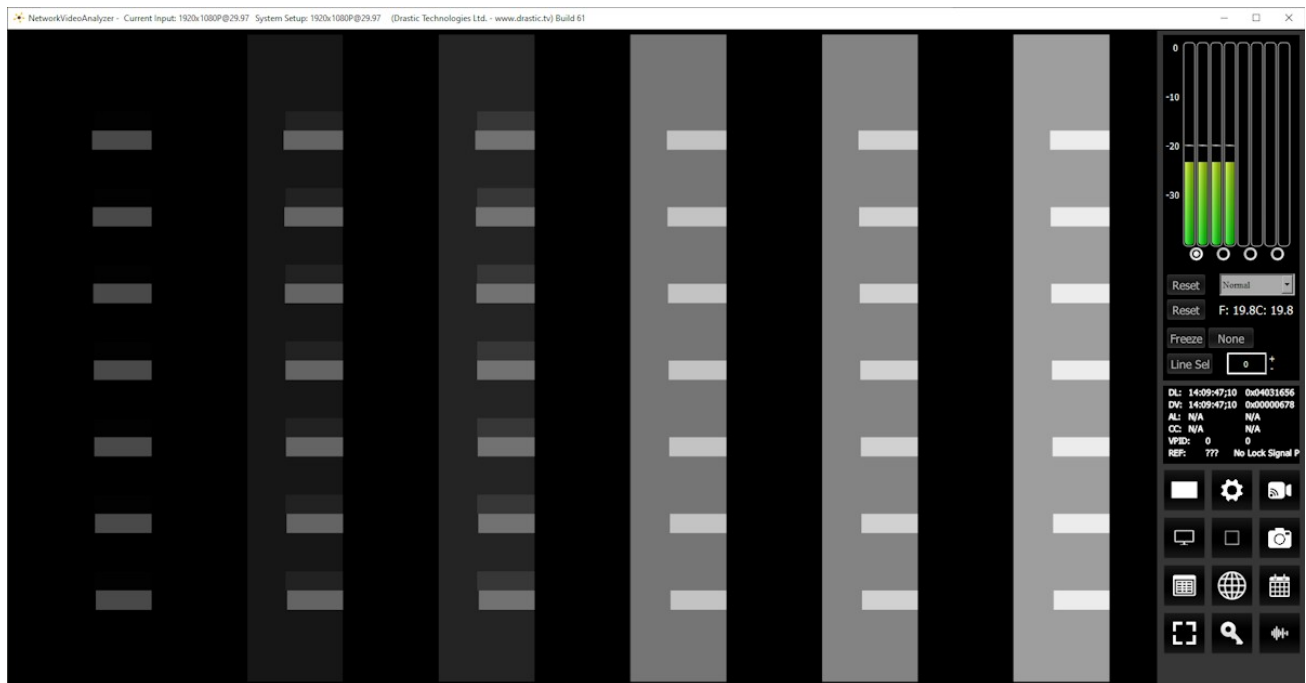 NetworkVideoAnalyzer - Current Input: 1920x1080P@29.97 System Setup: 1920x1080P@29.97 (Drastic Technologies Ltd. - www.drastic.tv) Build 61
0
-10
-20
-30
Reset Normal
Reset F: 19.8C: 19.8
Freeze None
Line Sel 0 + -
DL: 14:09:47;10 0x04031656
DV: 14:09:47;10 0x00000678
AL: N/A N/A
CC: N/A N/A
VPID: 0 0
REF: ??? No Lock Signal P